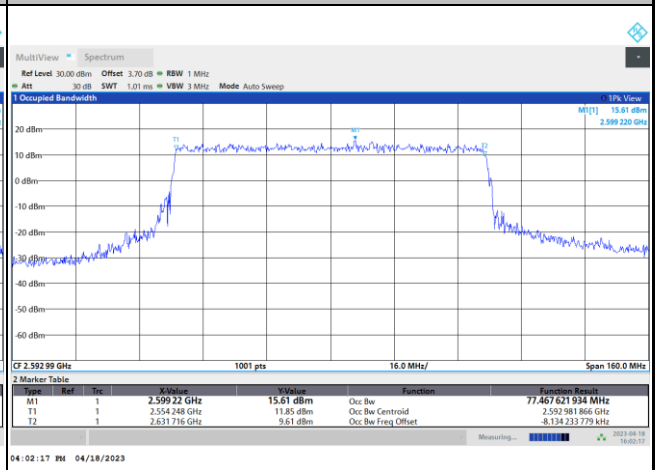 MultiView Spectrum
Ref Level 30.00 dBm Offset 3.70 dB RBW 1 MHz
Att 30 dB SWT 1.01 ms VBW 3 MHz Mode Auto Sweep
1 Occupied Bandwidth 1Pk View
M1[1] 15.61 dBm
2.599 220 GHz
20 dBm
T1 M1 T2
10 dBm
0 dBm
-10 dBm
-20 dBm
-30 dBm
-40 dBm
-50 dBm
-60 dBm
CF 2.592 99 GHz 1001 pts 16.0 MHz/ Span 160.0 MHz
2 Marker Table
Type Ref Trc X-Value Y-Value Function Function Result
M1 1 2.599 22 GHz 15.61 dBm Occ Bw 77.467 621 934 MHz
T1 1 2.554 248 GHz 11.85 dBm Occ Bw Centroid 2.592 981 866 GHz
T2 1 2.631 716 GHz 9.61 dBm Occ Bw Freq Offset -8.134 233 779 kHz
Measuring... 2023-04-18
16:02:17
04:02:17 PM 04/18/2023